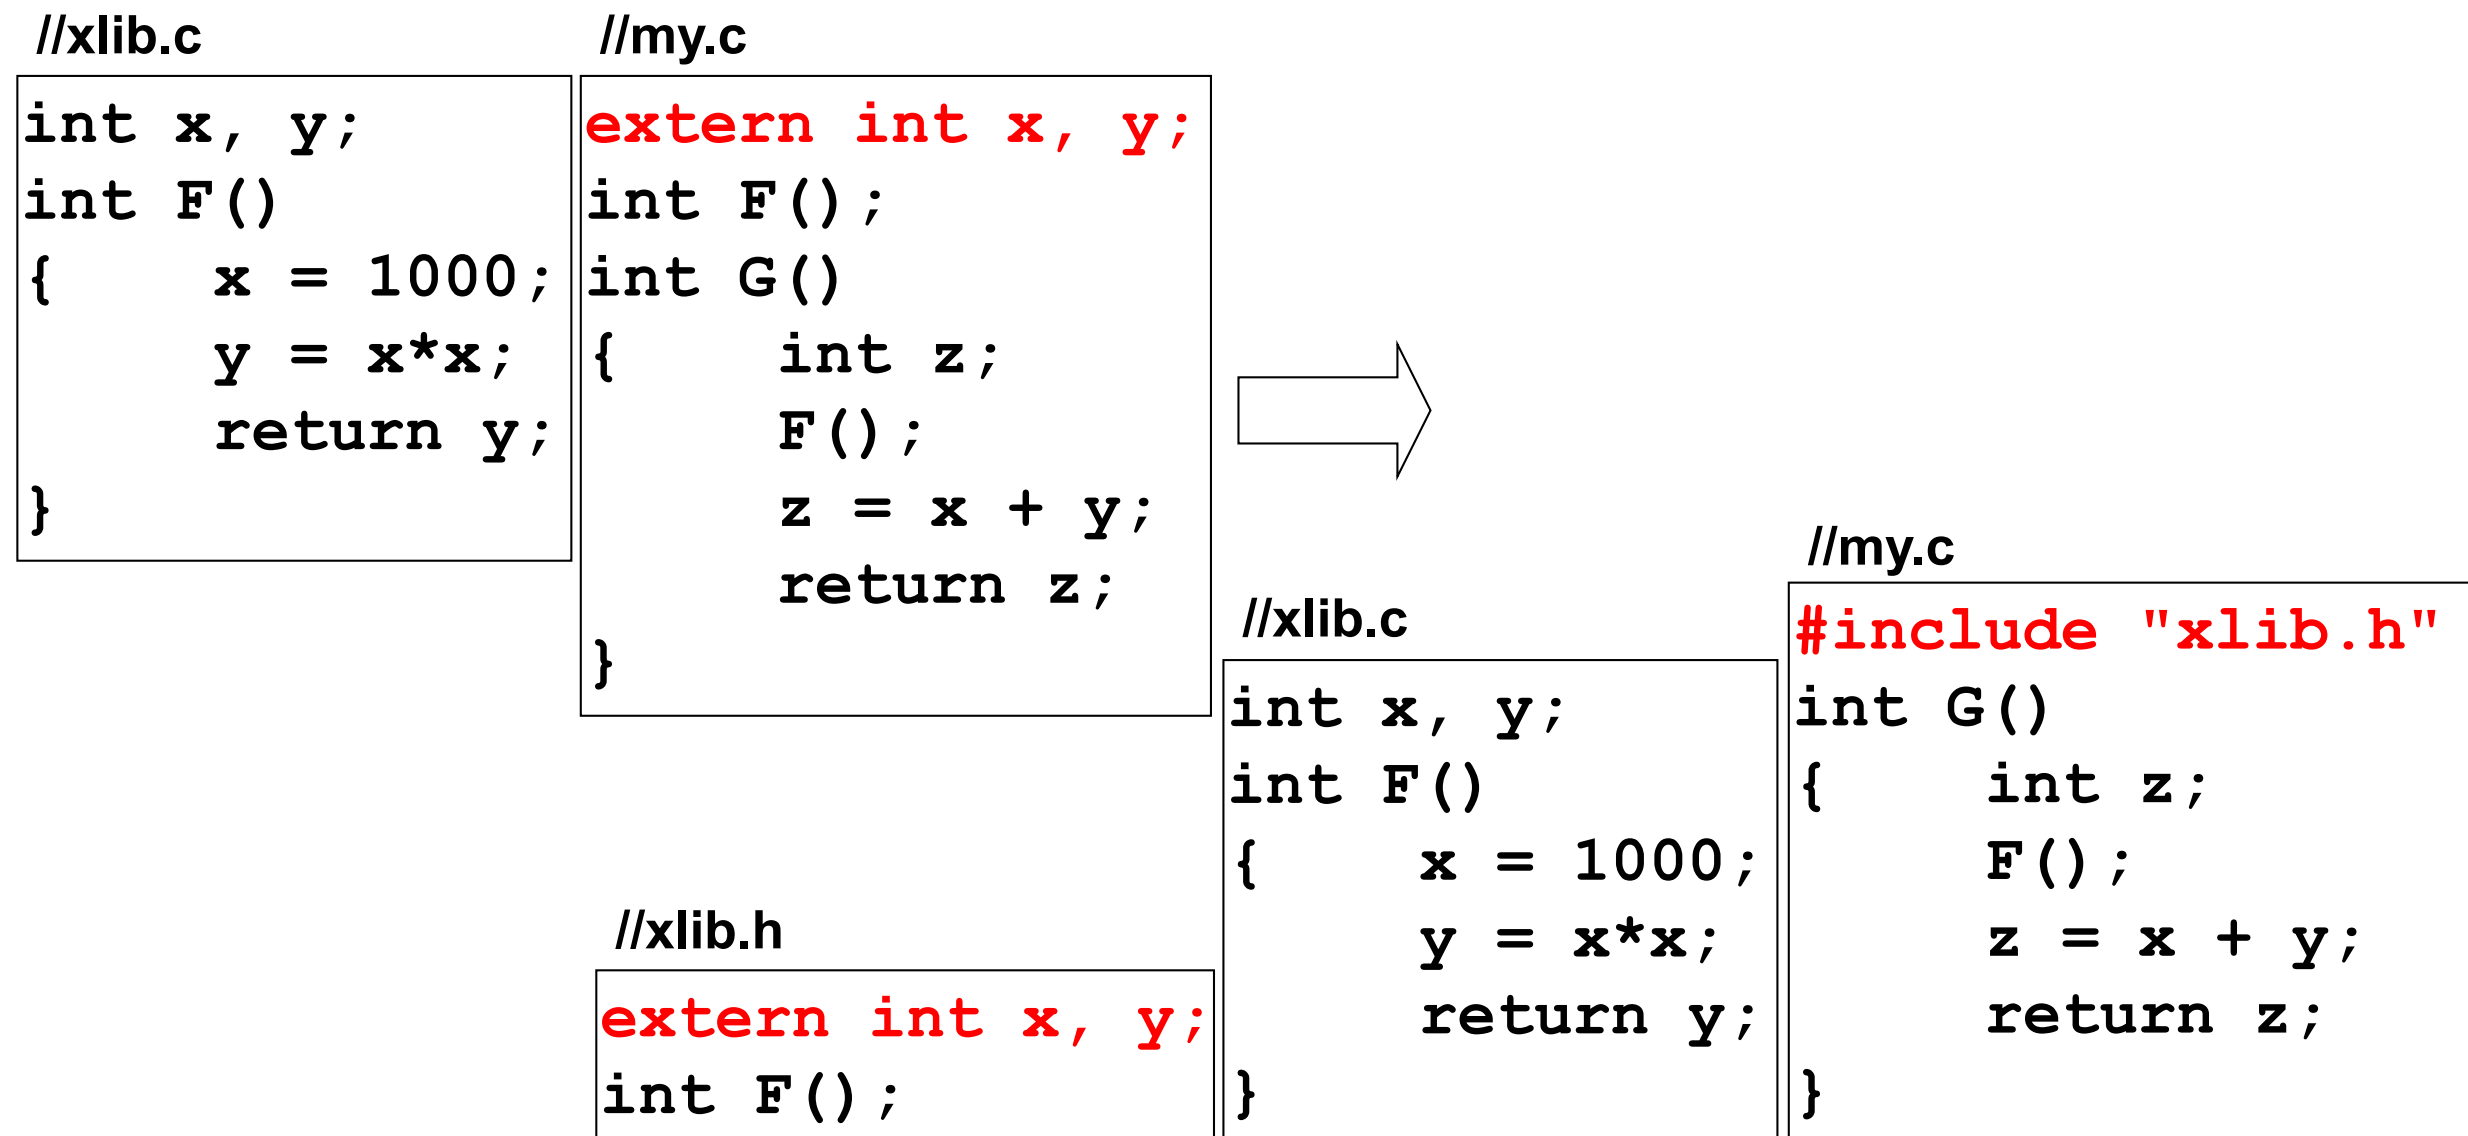 //xlib.c
int x, y;
int F()
{ x = 1000;
y = x*x;
return y;
}
//my.c
extern int x, y;
int F();
int G()
{ int z;
F();
z = x + y;
return z;
}
//xlib.h
extern int x, y;
int F();
//xlib.c
int x, y;
int F()
{ x = 1000;
y = x*x;
return y;
}
//my.c
#include "xlib.h"
int G()
{ int z;
F();
z = x + y;
return z;
}